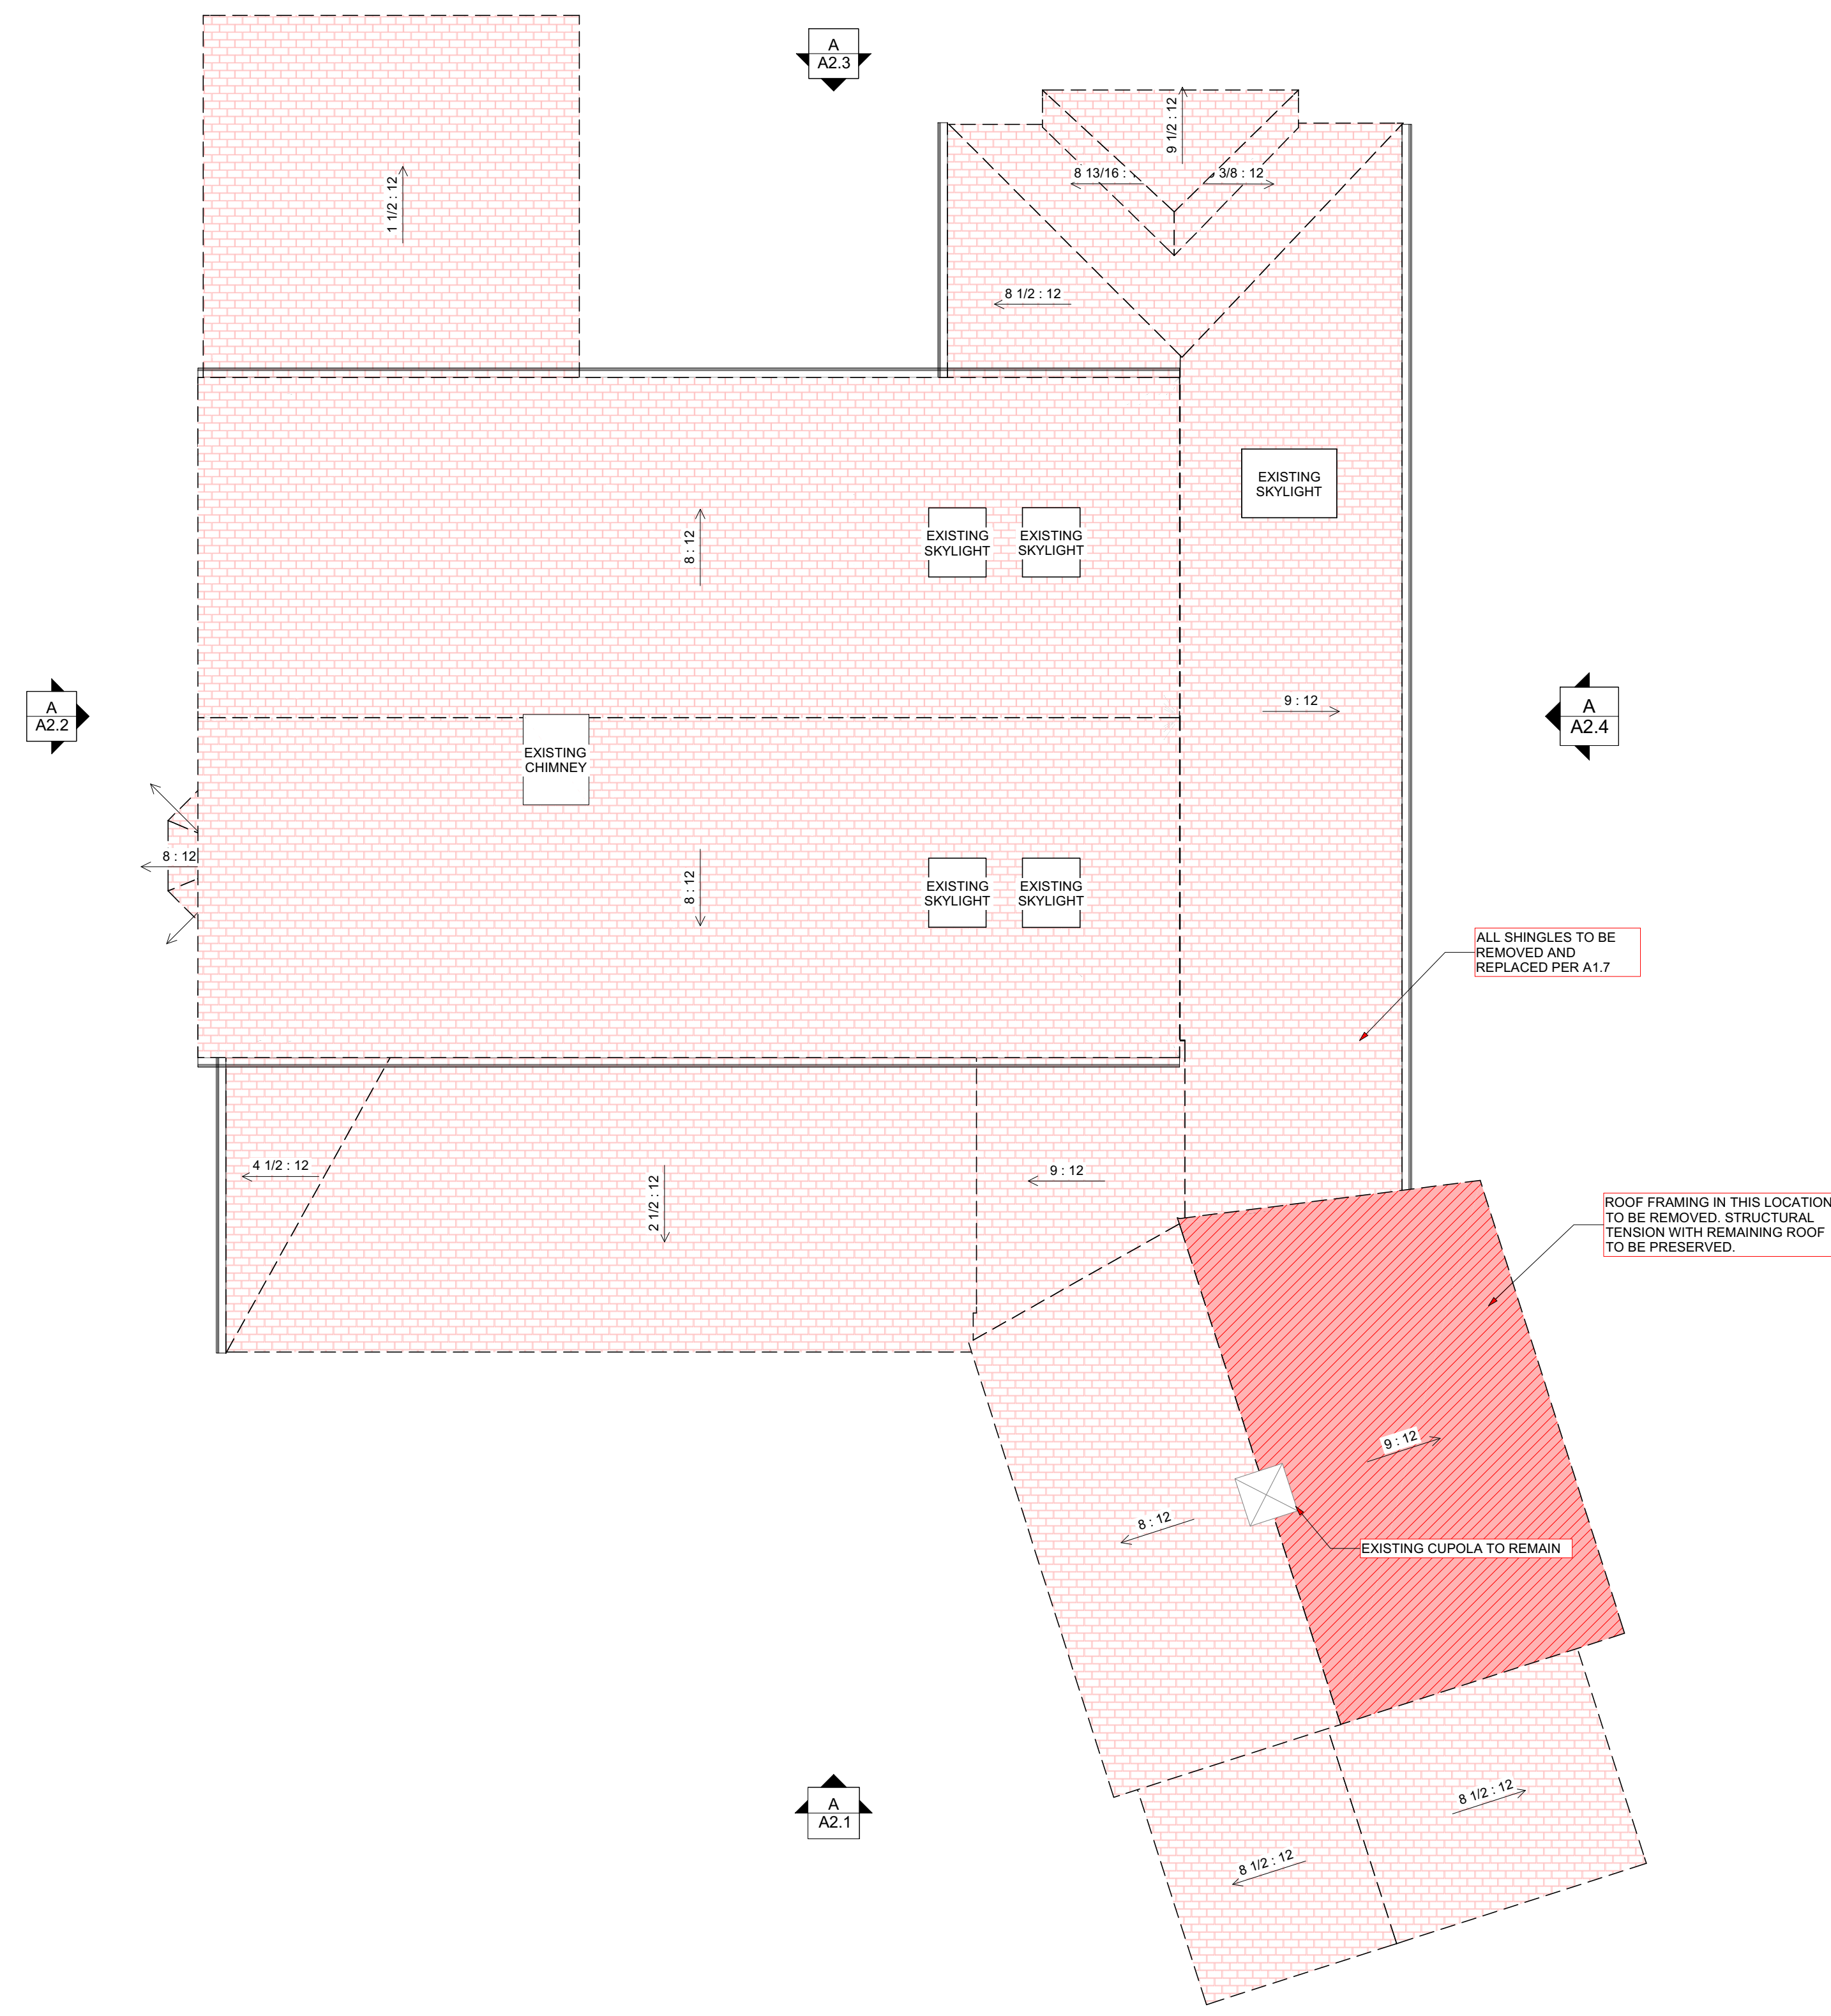 A
A2.3
9 1/2 : 12
8 13/16 :
3/8 : 12
1 1/2 : 12
8 1/2 : 12
EXISTING
SKYLIGHT
EXISTING
SKYLIGHT
EXISTING
SKYLIGHT
8 : 12
A
A2.2
9 : 12
A
A2.4
EXISTING
CHIMNEY
8 : 12
8 : 12
EXISTING
SKYLIGHT
EXISTING
SKYLIGHT
ALL SHINGLES TO BE
REMOVED AND
REPLACED PER A1.7
4 1/2 : 12
2 1/2 : 12
9 : 12
ROOF FRAMING IN THIS LOCATION
TO BE REMOVED. STRUCTURAL
TENSION WITH REMAINING ROOF
TO BE PRESERVED.
9 : 12
8 : 12
EXISTING CUPOLA TO REMAIN
A
A2.1
8 1/2 : 12
8 1/2 : 12